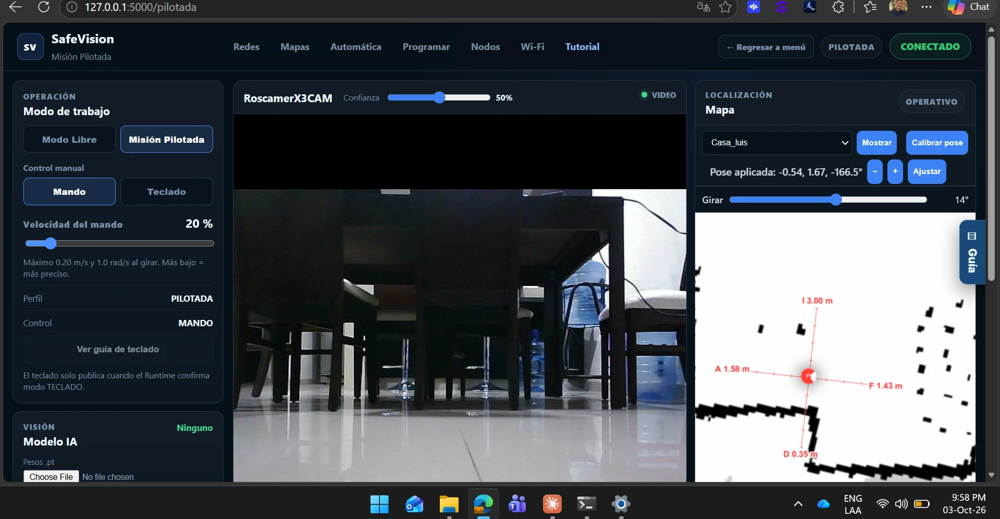 127.0.0.1:5000/pilotada
Chat
SV
SafeVision
Misión Pilotada
Redes
Mapas
Automática
Programar
Nodos
Wi-Fi
Tutorial
← Regresar a menú
PILOTADA
CONECTADO
OPERACIÓN
Modo de trabajo
Modo Libre
Misión Pilotada
Control manual
Mando
Teclado
Velocidad del mando
20 %
Máximo 0.20 m/s y 1.0 rad/s al girar. Más bajo =
más preciso.
Perfil
PILOTADA
Control
MANDO
Ver guía de teclado
El teclado solo publica cuando el Runtime confirma
modo TECLADO.
VISIÓN
Ninguno
Modelo IA
Pesos .pt
Choose File No file chosen
RoscamerX3CAM
Confianza
50%
VIDEO
LOCALIZACIÓN
Mapa
OPERATIVO
Casa_luis
Mostrar
Calibrar pose
Pose aplicada: -0.54, 1.67, -166.5°
−
+
Ajustar
Girar
14°
Guía
I 3.00 m
A 1.58 m
F 1.43 m
D 0.35 m
ENG
LAA
9:58 PM
03-Oct-26